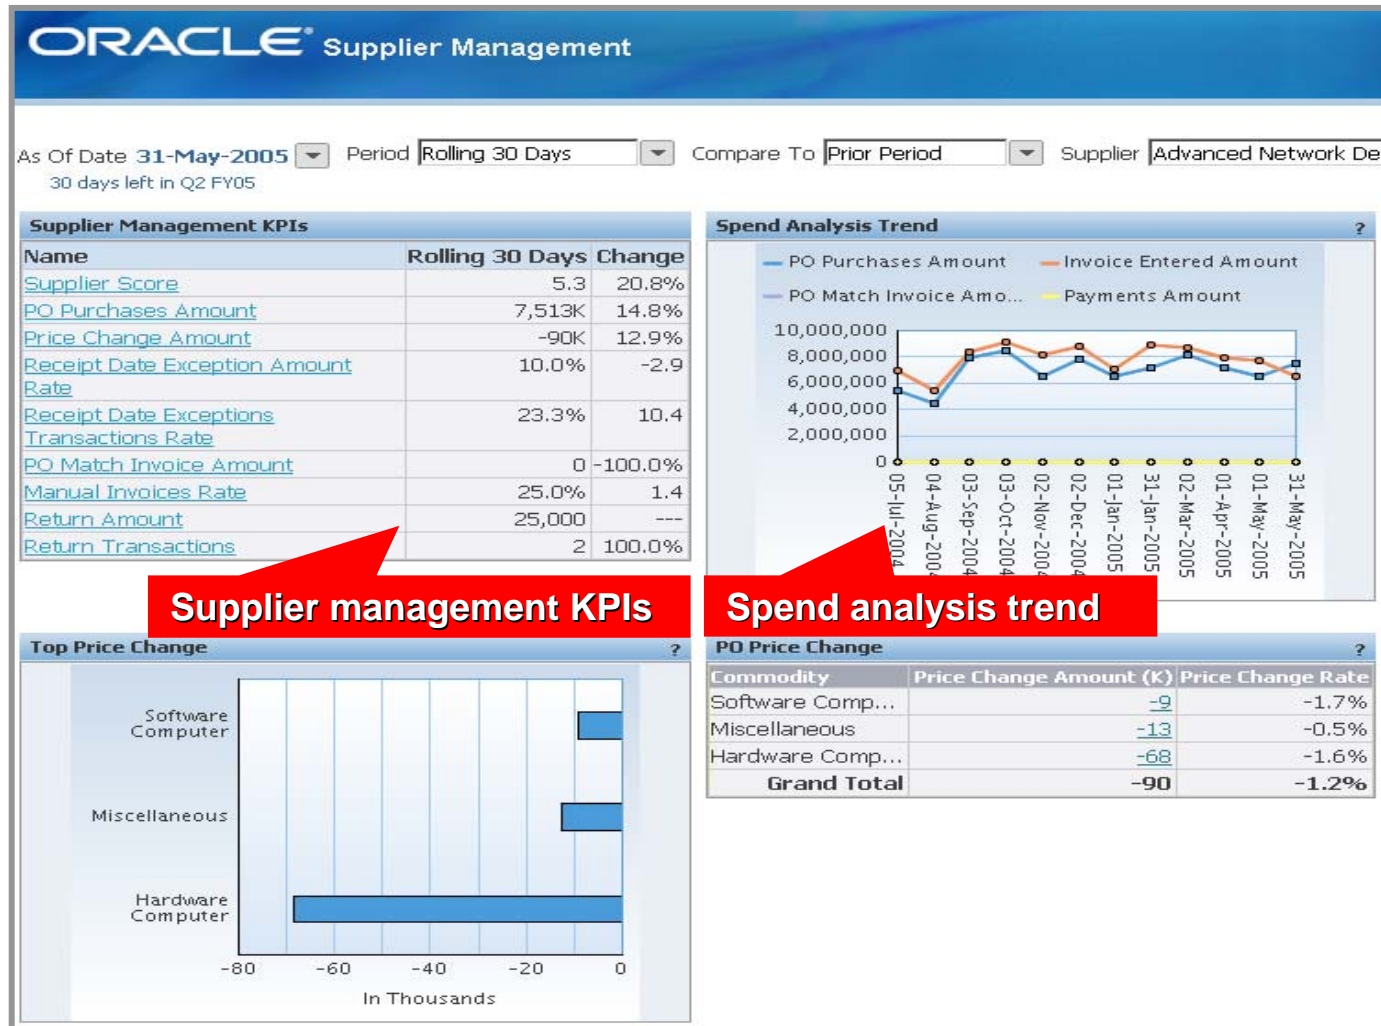 ORACLE® Supplier Management
As Of Date 31-May-2005 Period Rolling 30 Days Compare To Prior Period Supplier Advanced Network De
30 days left in Q2 FY05
Supplier Management KPIs
Name Rolling 30 Days Change
Supplier Score 5.3 20.8%
PO Purchases Amount 7,513K 14.8%
Price Change Amount -90K 12.9%
Receipt Date Exception Amount 10.0% -2.9
Rate
Receipt Date Exceptions 23.3% 10.4
Transactions Rate
PO Match Invoice Amount 0 -100.0%
Manual Invoices Rate 25.0% 1.4
Return Amount 25,000 ---
Return Transactions 2 100.0%
Supplier management KPIs
Spend Analysis Trend ?
PO Purchases Amount Invoice Entered Amount
PO Match Invoice Amo... Payments Amount
10,000,000
8,000,000
6,000,000
4,000,000
2,000,000
0
05-Jul-2004
04-Aug-2004
03-Sep-2004
03-Oct-2004
02-Nov-2004
02-Dec-2004
01-Jan-2005
31-Jan-2005
02-Mar-2005
01-Apr-2005
01-May-2005
31-May-2005
Spend analysis trend
Top Price Change ?
Software
Computer
Miscellaneous
Hardware
Computer
-80 -60 -40 -20 0
In Thousands
PO Price Change ?
Commodity Price Change Amount (K) Price Change Rate
Software Comp... -9 -1.7%
Miscellaneous -13 -0.5%
Hardware Comp... -68 -1.6%
Grand Total -90 -1.2%